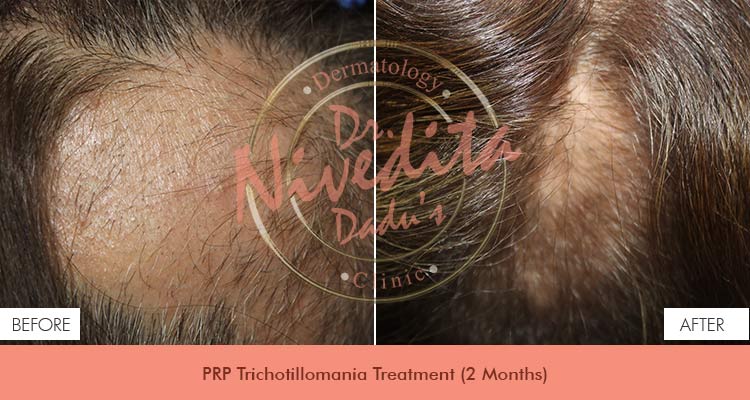 Dermatology
Dr.
Nivedita
Dadu's
Clinic
BEFORE
AFTER
PRP Trichotillomania Treatment (2 Months)